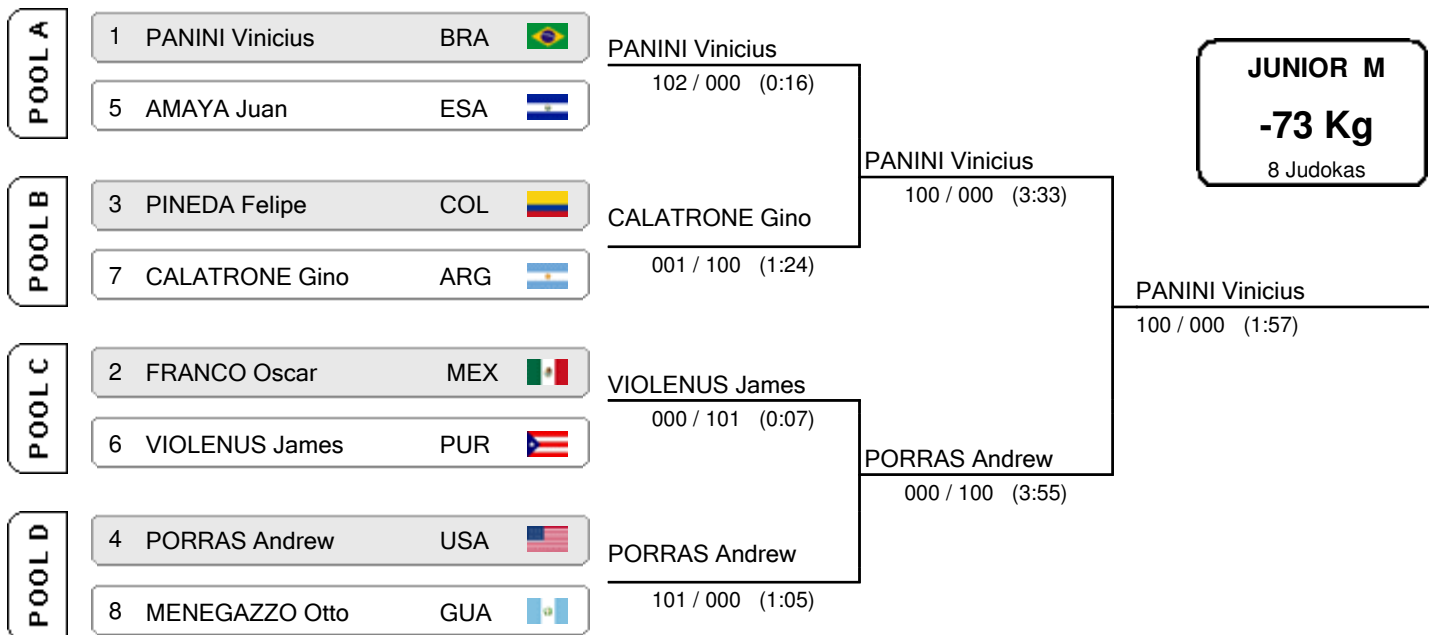 POOL A
1 PANINI Vinicius BRA
5 AMAYA Juan ESA
POOL B
3 PINEDA Felipe COL
7 CALATRONE Gino ARG
POOL C
2 FRANCO Oscar MEX
6 VIOLENUS James PUR
POOL D
4 PORRAS Andrew USA
8 MENEGAZZO Otto GUA
PANINI Vinicius
102 / 000 (0:16)
CALATRONE Gino
001 / 100 (1:24)
VIOLENUS James
000 / 101 (0:07)
PORRAS Andrew
101 / 000 (1:05)
PANINI Vinicius
100 / 000 (3:33)
PORRAS Andrew
000 / 100 (3:55)
PANINI Vinicius
100 / 000 (1:57)
JUNIOR M
-73 Kg
8 Judokas